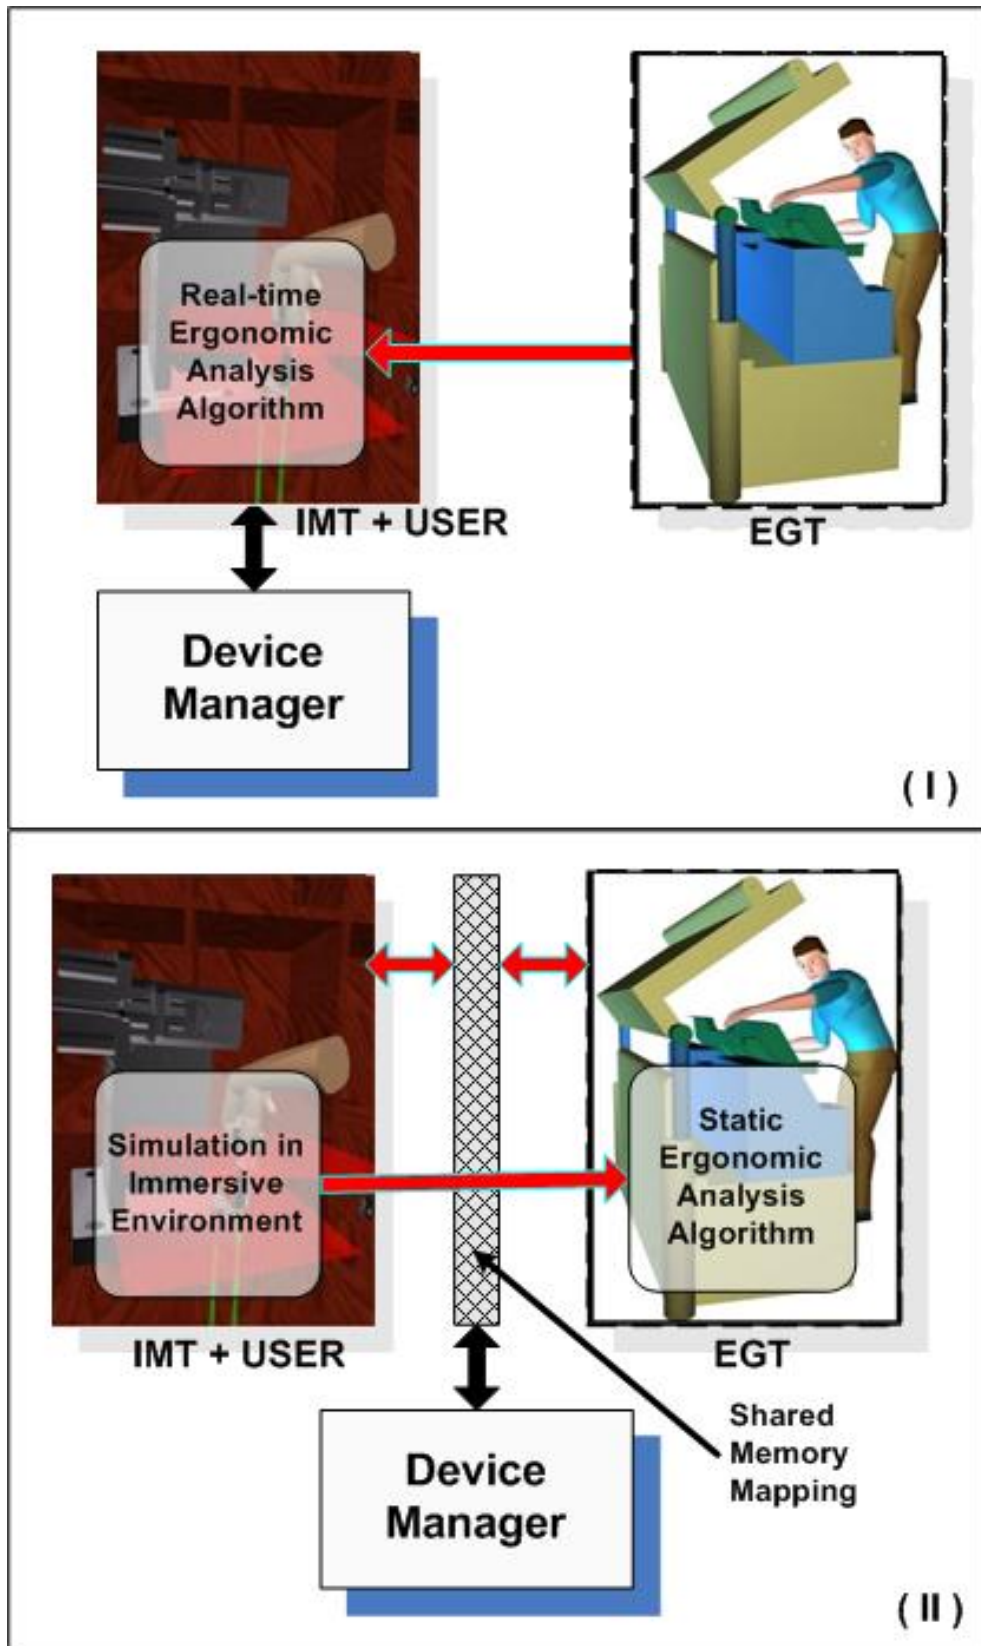 Real-time
Ergonomic
Analysis
Algorithm
IMT + USER
EGT
Device
Manager
( I )
Simulation in
Immersive
Environment
Static
Ergonomic
Analysis
Algorithm
IMT + USER
EGT
Shared
Memory
Mapping
Device
Manager
( II )